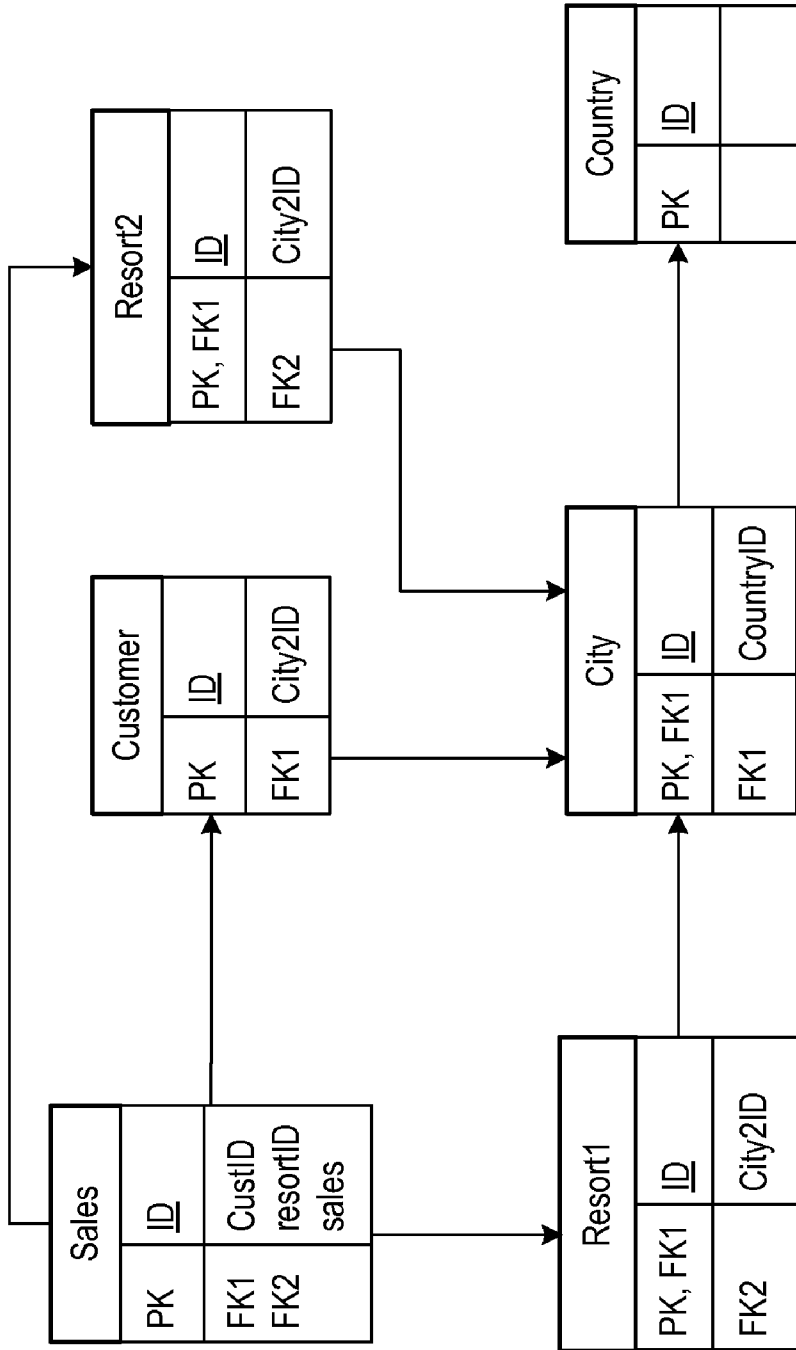 Sales
PK ID
FK1 CustID
FK2 resortID
sales
Customer
PK ID
FK1 City2ID
Resort2
PK, FK1 ID
FK2 City2ID
Resort1
PK, FK1 ID
FK2 City2ID
City
PK, FK1 ID
FK1 CountryID
Country
PK ID